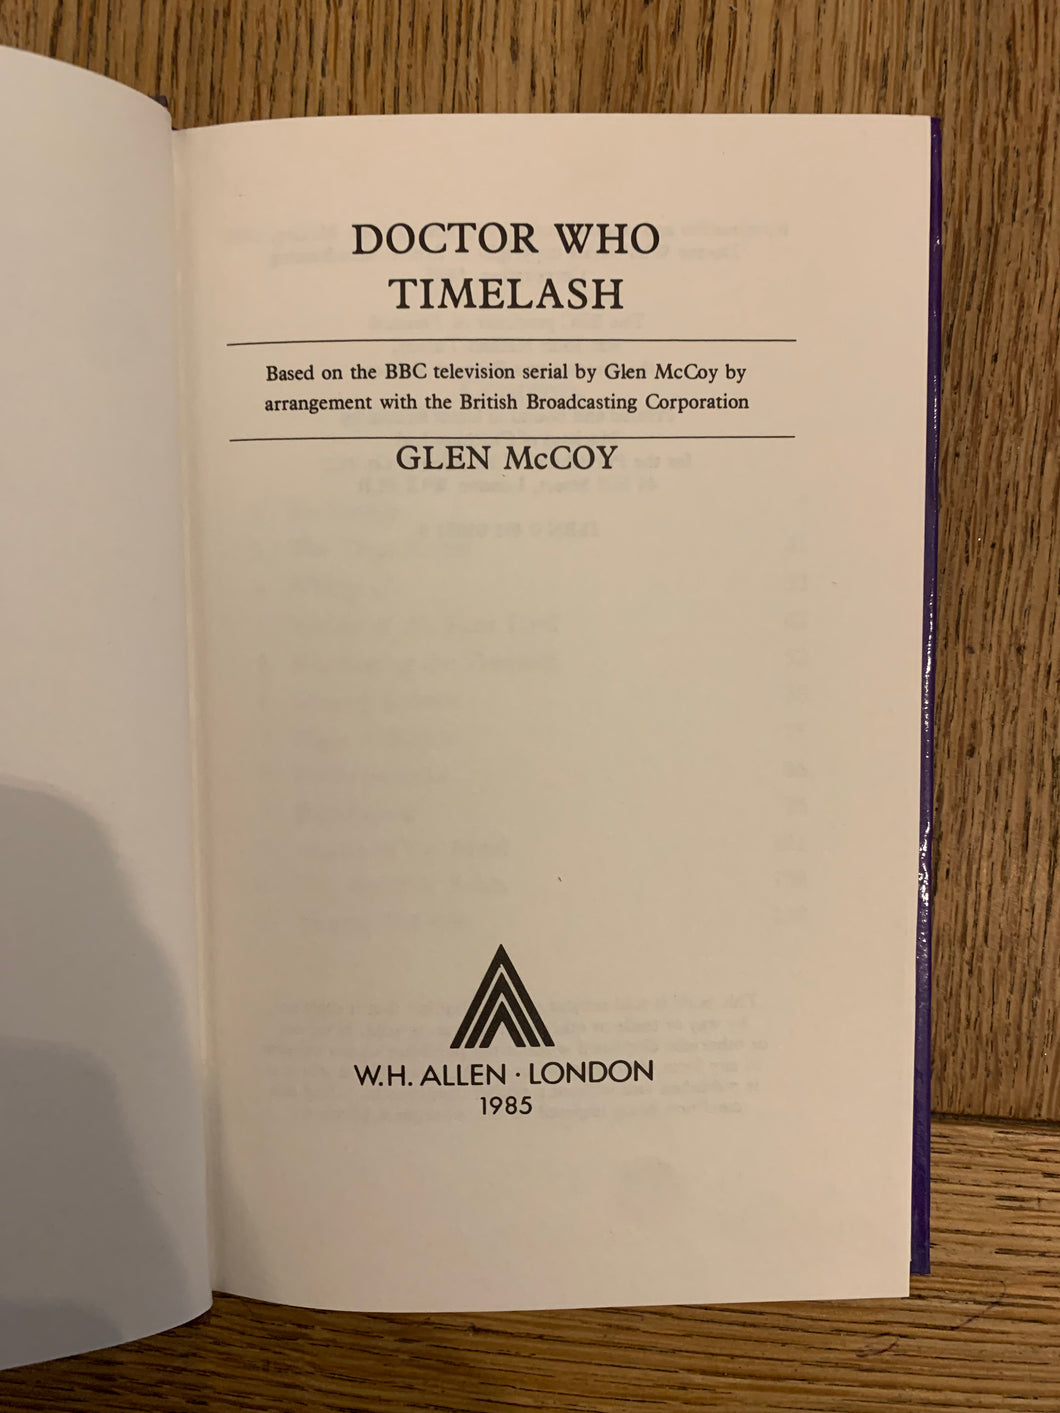 DOCTOR WHO
TIMELASH
Based on the BBC television serial by Glen McCoy by
arrangement with the British Broadcasting Corporation
GLEN McCOY
W.H. ALLEN · LONDON
1985